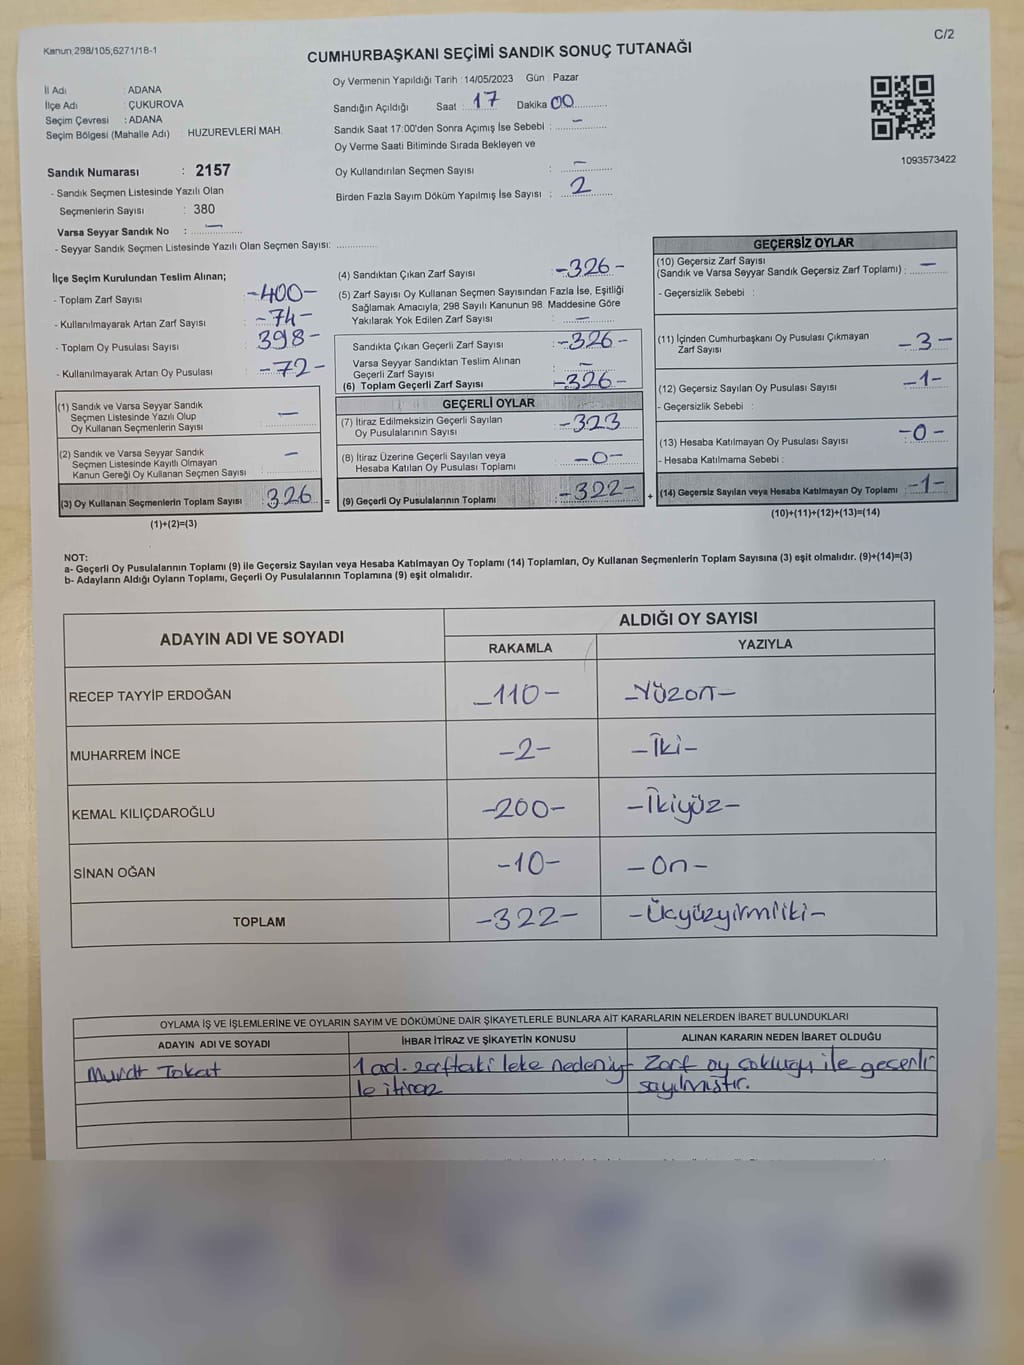 Kanun 298/105;6271/18-1
C/2
CUMHURBAŞKANI SEÇİMİ SANDIK SONUÇ TUTANAĞI
İl Adı : ADANA
İlçe Adı : ÇUKUROVA
Seçim Çevresi : ADANA
Seçim Bölgesi (Mahalle Adı) : HUZUREVLERİ MAH.
Oy Vermenin Yapıldığı Tarih : 14/05/2023 Gün : Pazar
Sandığın Açıldığı Saat : 17 Dakika 00
Sandık Saat 17:00'den Sonra Açımış İse Sebebi : –
Oy Verme Saati Bitiminde Sırada Bekleyen ve
Oy Kullandırılan Seçmen Sayısı : –
Birden Fazla Sayım Döküm Yapılmış İse Sayısı : 2
1093573422
Sandık Numarası : 2157
- Sandık Seçmen Listesinde Yazılı Olan
Seçmenlerin Sayısı : 380
Varsa Seyyar Sandık No : –
- Seyyar Sandık Seçmen Listesinde Yazılı Olan Seçmen Sayısı: ............
İlçe Seçim Kurulundan Teslim Alınan;
- Toplam Zarf Sayısı : -400-
- Kullanılmayarak Artan Zarf Sayısı : -74-
- Toplam Oy Pusulası Sayısı : 398-
- Kullanılmayarak Artan Oy Pusulası : -72-
(1) Sandık ve Varsa Seyyar Sandık
Seçmen Listesinde Yazılı Olup
Oy Kullanan Seçmenlerin Sayısı : –
(2) Sandık ve Varsa Seyyar Sandık
Seçmen Listesinde Kayıtlı Olmayan
Kanun Gereği Oy Kullanan Seçmen Sayısı : –
(3) Oy Kullanan Seçmenlerin Toplam Sayısı : 326 =
(1)+(2)=(3)
(4) Sandıktan Çıkan Zarf Sayısı : -326-
(5) Zarf Sayısı Oy Kullanan Seçmen Sayısından Fazla İse, Eşitliği
Sağlamak Amacıyla; 298 Sayılı Kanunun 98. Maddesine Göre
Yakılarak Yok Edilen Zarf Sayısı : –
Sandıkta Çıkan Geçerli Zarf Sayısı : -326-
Varsa Seyyar Sandıktan Teslim Alınan
Geçerli Zarf Sayısı : –
(6) Toplam Geçerli Zarf Sayısı : -326-
GEÇERLİ OYLAR
(7) İtiraz Edilmeksizin Geçerli Sayılan
Oy Pusulalarının Sayısı : -323
(8) İtiraz Üzerine Geçerli Sayılan veya
Hesaba Katılan Oy Pusulası Toplamı : -0-
(9) Geçerli Oy Pusulalarının Toplamı : -322- +
GEÇERSİZ OYLAR
(10) Geçersiz Zarf Sayısı
(Sandık ve Varsa Seyyar Sandık Geçersiz Zarf Toplamı) : –
- Geçersizlik Sebebi :
(11) İçinden Cumhurbaşkanı Oy Pusulası Çıkmayan
Zarf Sayısı : -3-
(12) Geçersiz Sayılan Oy Pusulası Sayısı : -1-
- Geçersizlik Sebebi :
(13) Hesaba Katılmayan Oy Pusulası Sayısı : -0-
- Hesaba Katılmama Sebebi :
(14) Geçersiz Sayılan veya Hesaba Katılmayan Oy Toplamı : -1-
(10)+(11)+(12)+(13)=(14)
NOT:
a- Geçerli Oy Pusulalarının Toplamı (9) ile Geçersiz Sayılan veya Hesaba Katılmayan Oy Toplamı (14) Toplamları, Oy Kullanan Seçmenlerin Toplam Sayısına (3) eşit olmalıdır. (9)+(14)=(3)
b- Adayların Aldığı Oyların Toplamı, Geçerli Oy Pusulalarının Toplamına (9) eşit olmalıdır.
ADAYIN ADI VE SOYADI ALDIĞI OY SAYISI
RAKAMLA YAZIYLA
RECEP TAYYİP ERDOĞAN -110- -Yüzon-
MUHARREM İNCE -2- -İki-
KEMAL KILIÇDAROĞLU -200- -İkiyüz-
SİNAN OĞAN -10- -On-
TOPLAM -322- -Üçyüzyirmiiki-
OYLAMA İŞ VE İŞLEMLERİNE VE OYLARIN SAYIM VE DÖKÜMÜNE DAİR ŞİKAYETLERLE BUNLARA AİT KARARLARIN NELERDEN İBARET BULUNDUKLARI
ADAYIN ADI VE SOYADI İHBAR İTİRAZ VE ŞİKAYETİN KONUSU ALINAN KARARIN NEDEN İBARET OLDUĞU
Murat Tokat 1 ad. zarftaki leke nedeniy- Zarf oy çokluğu ile geçerli
le itiraz sayılmıştır.